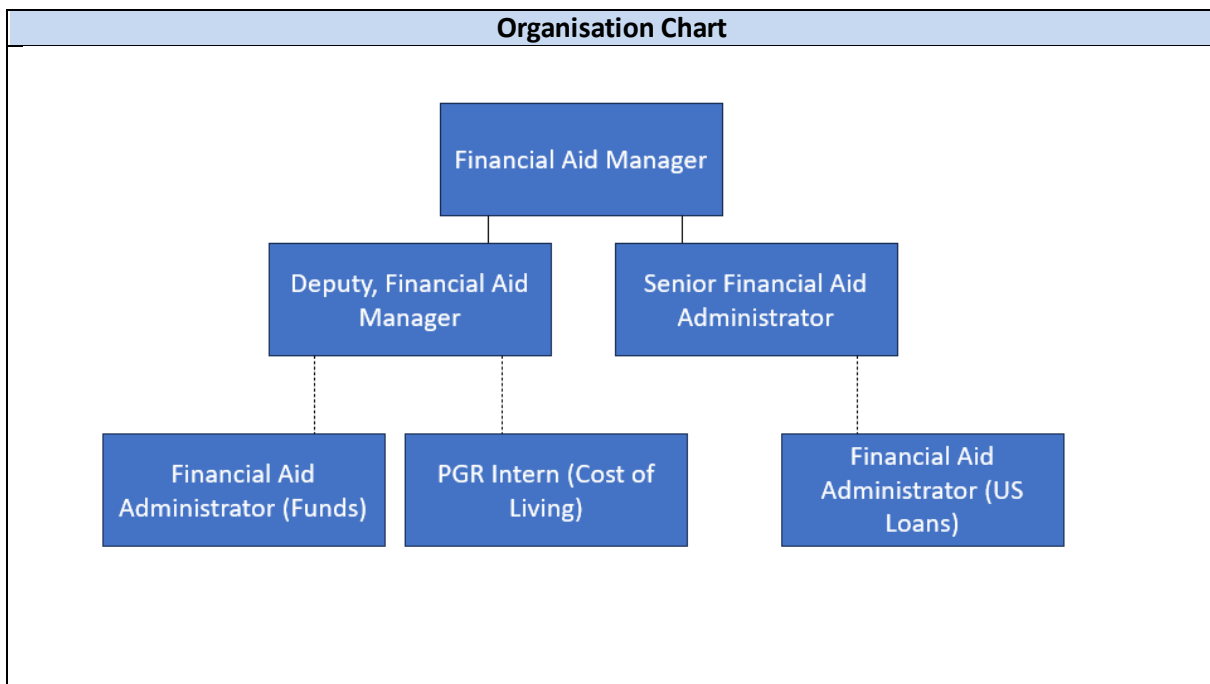 Organisation Chart
Financial Aid Manager
Deputy, Financial Aid
Manager
Senior Financial Aid
Administrator
Financial Aid
Administrator (Funds)
PGR Intern (Cost of
Living)
Financial Aid
Administrator (US
Loans)